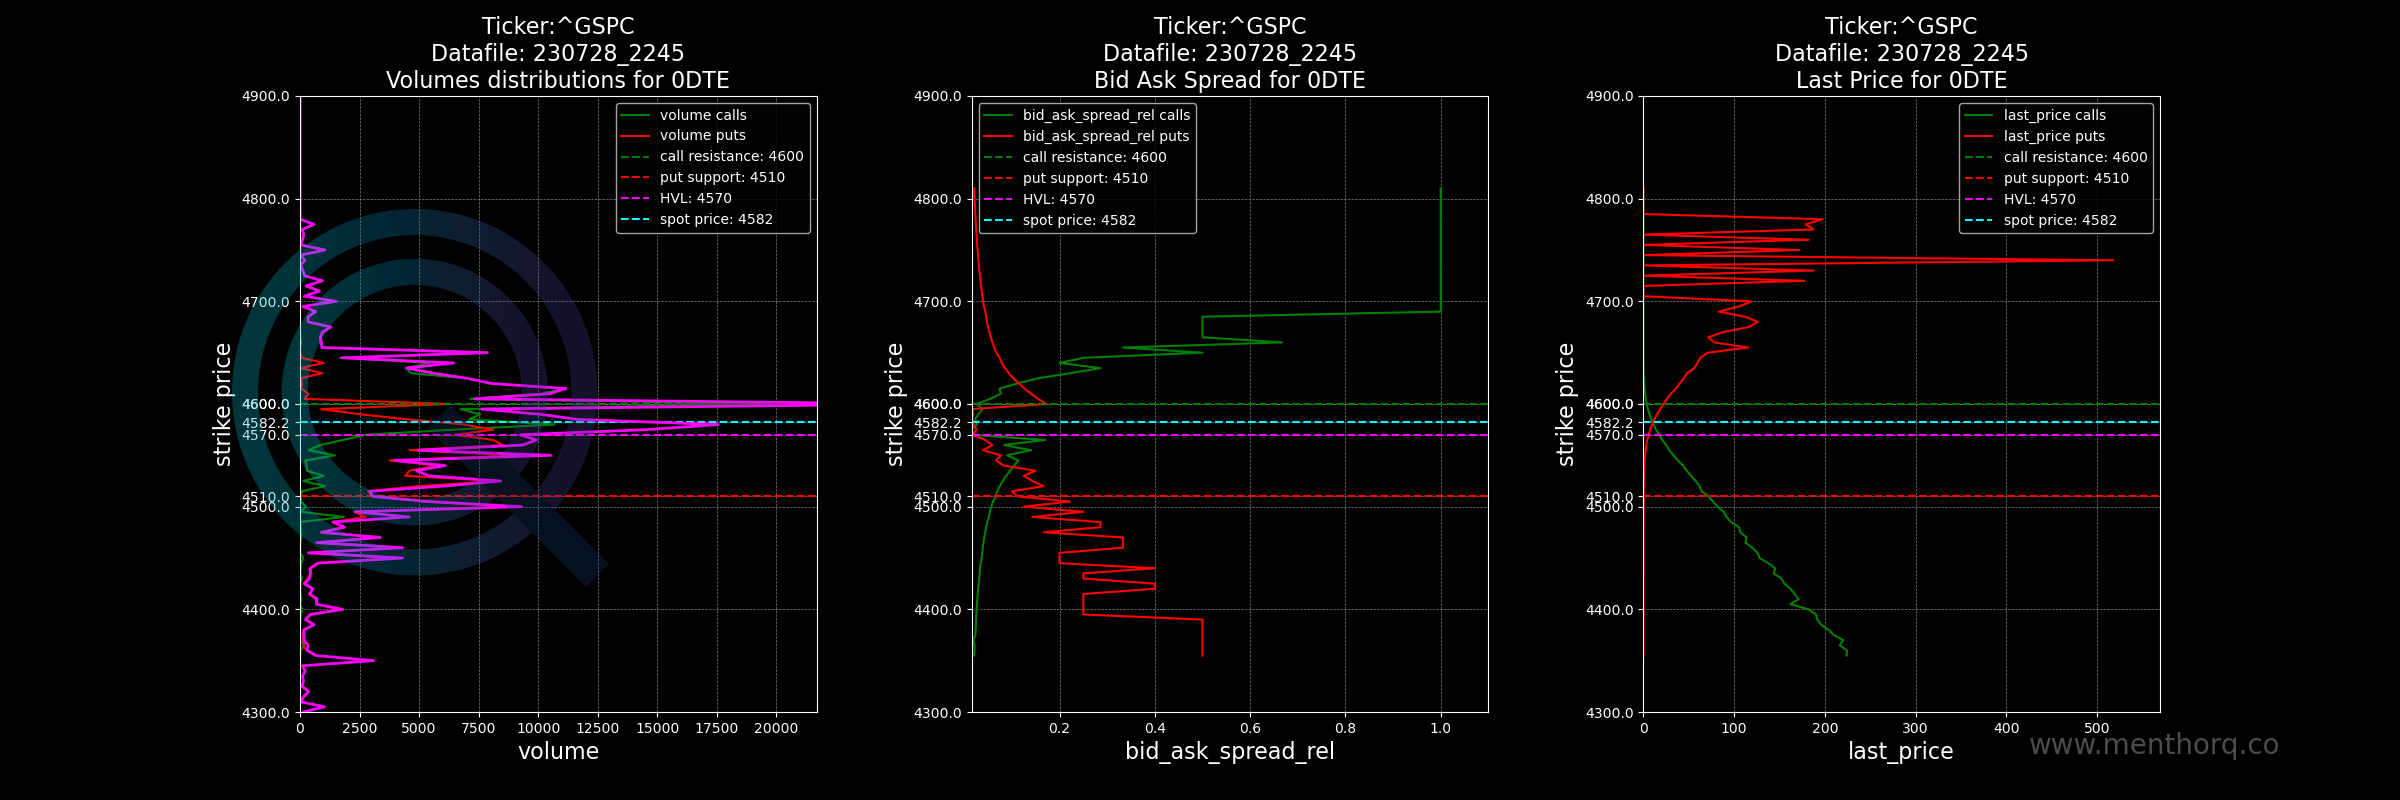 Ticker:^GSPC
Datafile: 230728_2245
Volumes distributions for 0DTE
4900.0
4800.0
4700.0
4600.0
4582.2
4570.0
4510.0
4500.0
4400.0
4300.0
strike price
volume calls
volume puts
call resistance: 4600
put support: 4510
HVL: 4570
spot price: 4582
0
2500
5000
7500
10000
12500
15000
17500
20000
volume
Ticker:^GSPC
Datafile: 230728_2245
Bid Ask Spread for 0DTE
4900.0
4800.0
4700.0
4600.0
4582.2
4570.0
4510.0
4500.0
4400.0
4300.0
strike price
bid_ask_spread_rel calls
bid_ask_spread_rel puts
call resistance: 4600
put support: 4510
HVL: 4570
spot price: 4582
0.2
0.4
0.6
0.8
1.0
bid_ask_spread_rel
Ticker:^GSPC
Datafile: 230728_2245
Last Price for 0DTE
4900.0
4800.0
4700.0
4600.0
4582.2
4570.0
4510.0
4500.0
4400.0
4300.0
strike price
last_price calls
last_price puts
call resistance: 4600
put support: 4510
HVL: 4570
spot price: 4582
0
100
200
300
400
500
last_price
www.menthorq.co